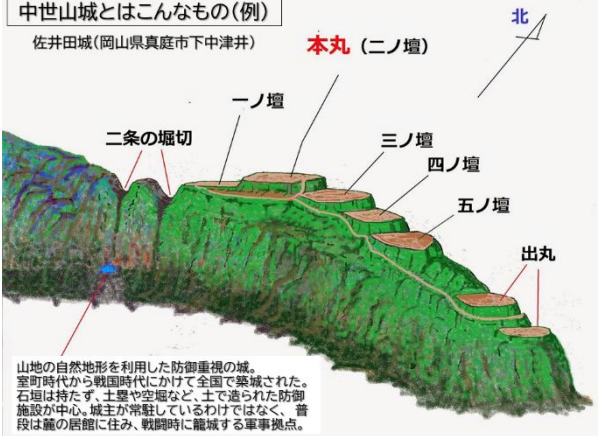 中世山城とはこんなもの(例)
佐井田城(岡山県真庭市下中津井)
北
本丸(二ノ壇)
一ノ壇
二条の堀切
三ノ壇
四ノ壇
五ノ壇
出丸
山地の自然地形を利用した防御重視の城。
室町時代から戦国時代にかけて全国で築城された。
石垣は持たず、土塁や空堀など、土で造られた防御
施設が中心。城主が常駐しているわけではなく、普
段は麓の居館に住み、戦闘時に籠城する軍事拠点。